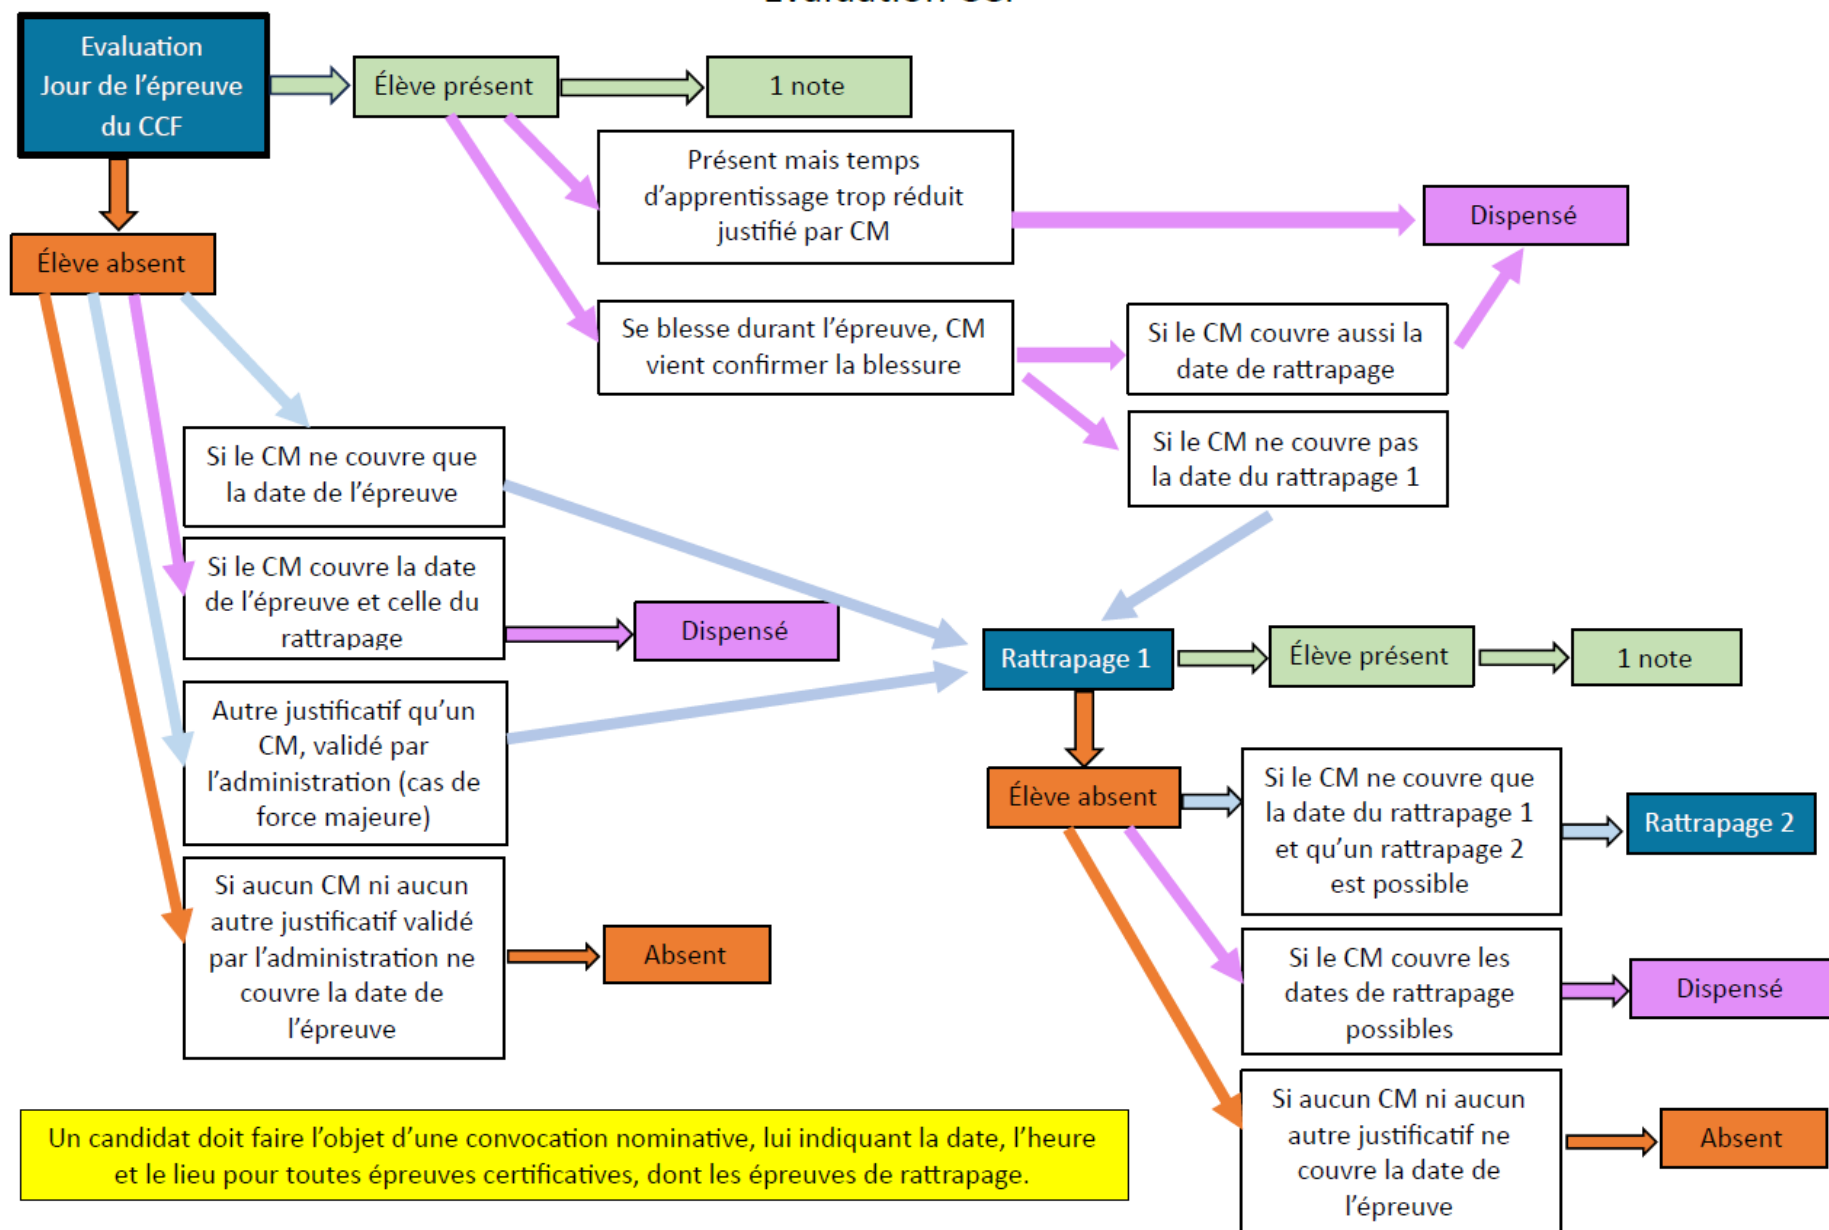 Evaluation
Jour de l'épreuve
du CCF
Élève présent
1 note
Présent mais temps
d'apprentissage trop réduit
justifié par CM
Dispensé
Élève absent
Se blesse durant l'épreuve, CM
vient confirmer la blessure
Si le CM couvre aussi la
date de rattrapage
Si le CM ne couvre pas
la date du rattrapage 1
Si le CM ne couvre que
la date de l'épreuve
Si le CM couvre la date
de l'épreuve et celle du
rattrapage
Dispensé
Rattrapage 1
Élève présent
1 note
Autre justificatif qu'un
CM, validé par
l'administration (cas de
force majeure)
Élève absent
Si le CM ne couvre que
la date du rattrapage 1
et qu'un rattrapage 2
est possible
Rattrapage 2
Si aucun CM ni aucun
autre justificatif validé
par l'administration ne
couvre la date de
l'épreuve
Absent
Si le CM couvre les
dates de rattrapage
possibles
Dispensé
Si aucun CM ni aucun
autre justificatif ne
couvre la date de
l'épreuve
Absent
Un candidat doit faire l'objet d'une convocation nominative, lui indiquant la date, l'heure
et le lieu pour toutes épreuves certificatives, dont les épreuves de rattrapage.